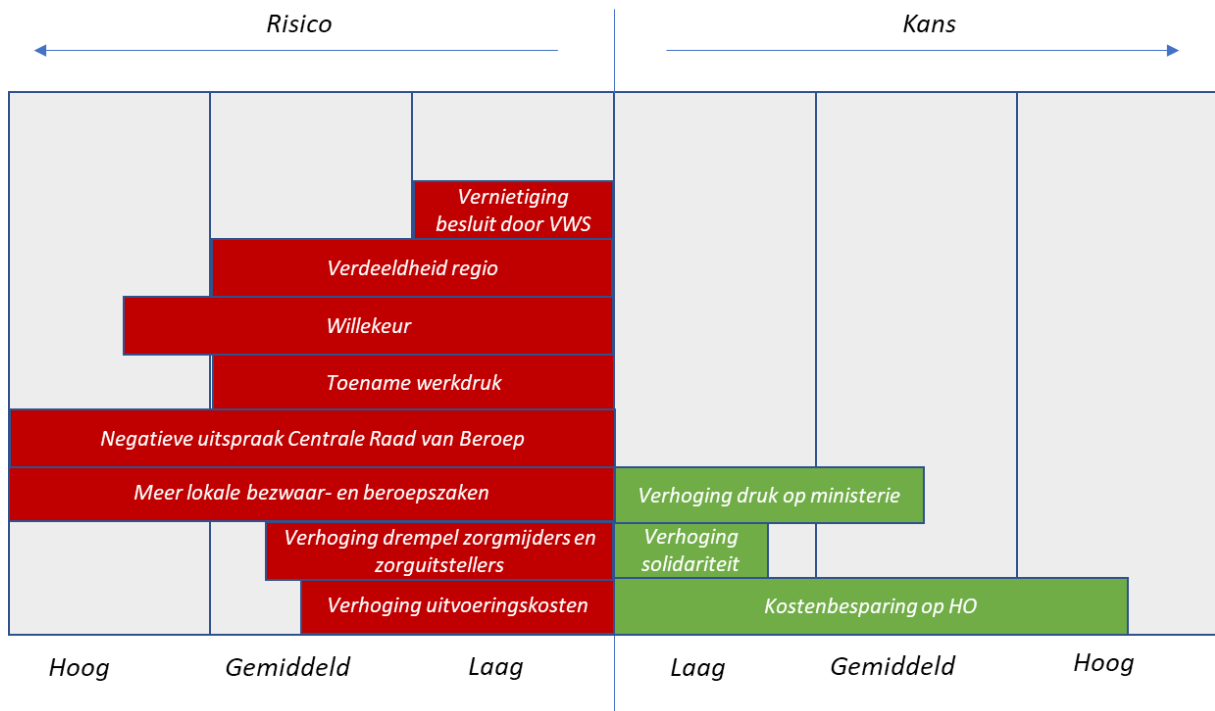 Risico
Kans
Vernietiging
besluit door VWS
Verdeeldheid regio
Willekeur
Toename werkdruk
Negatieve uitspraak Centrale Raad van Beroep
Meer lokale bezwaar- en beroepszaken
Verhoging druk op ministerie
Verhoging drempel zorgmijders en
zorguitstellers
Verhoging
solidariteit
Verhoging uitvoeringskosten
Kostenbesparing op HO
Hoog
Gemiddeld
Laag
Laag
Gemiddeld
Hoog